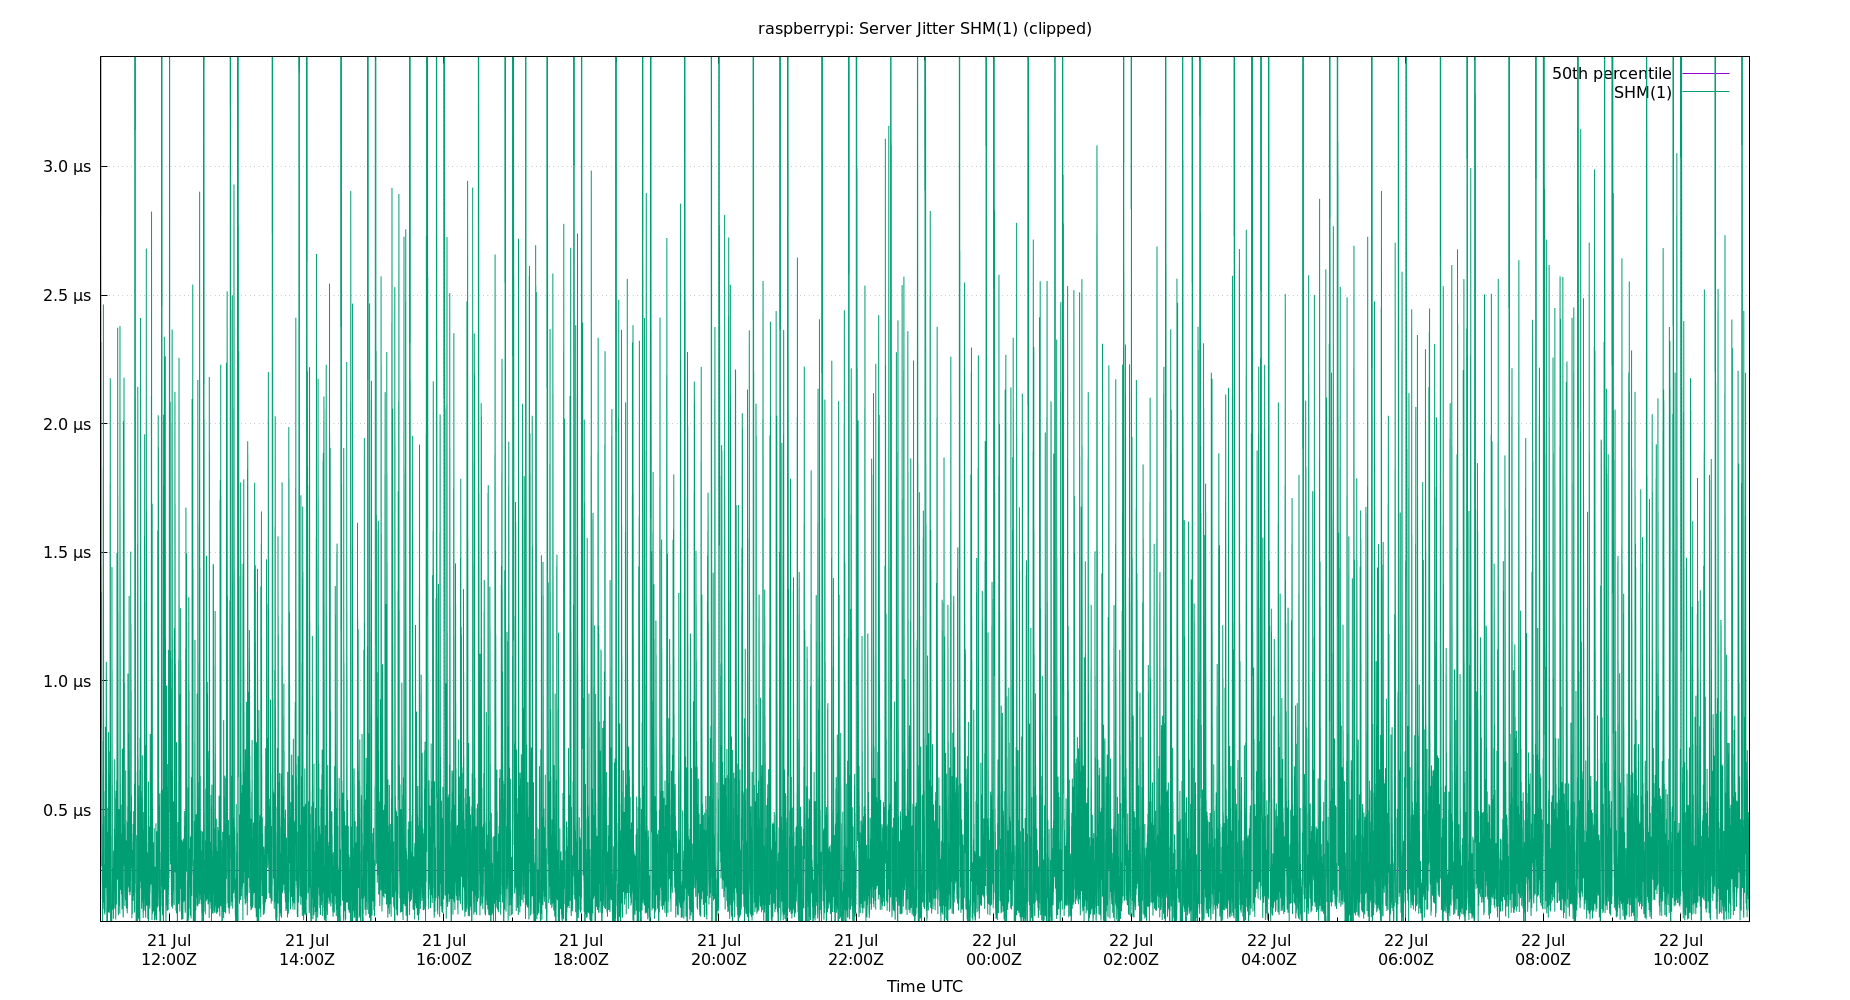 raspberrypi: Server Jitter SHM(1) (clipped)
50th percentile
SHM(1)
3.0 µs
2.5 µs
2.0 µs
1.5 µs
1.0 µs
0.5 µs
21 Jul 21 Jul 21 Jul 21 Jul 21 Jul 21 Jul 22 Jul 22 Jul 22 Jul 22 Jul 22 Jul 22 Jul
12:00Z 14:00Z 16:00Z 18:00Z 20:00Z 22:00Z 00:00Z 02:00Z 04:00Z 06:00Z 08:00Z 10:00Z
Time UTC